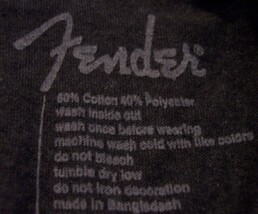 Fender
60% Cotton 40% Polyester
wash inside out
wash once before wearing
machine wash cold with like colors
do not bleach
tumble dry low
do not iron decoration
made in Bangladesh